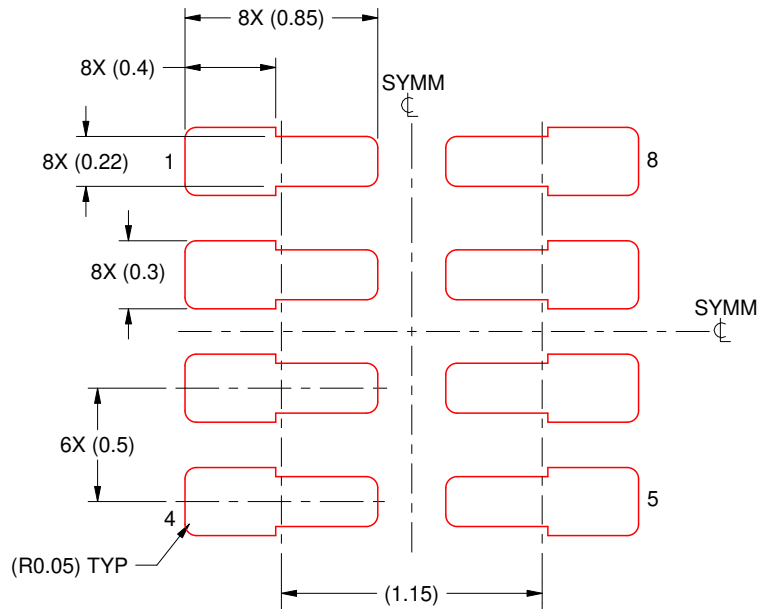 8X (0.85)
8X (0.4)
SYMM
℄
1
8X (0.22)
8
8X (0.3)
SYMM
℄
6X (0.5)
4
5
(R0.05) TYP
(1.15)